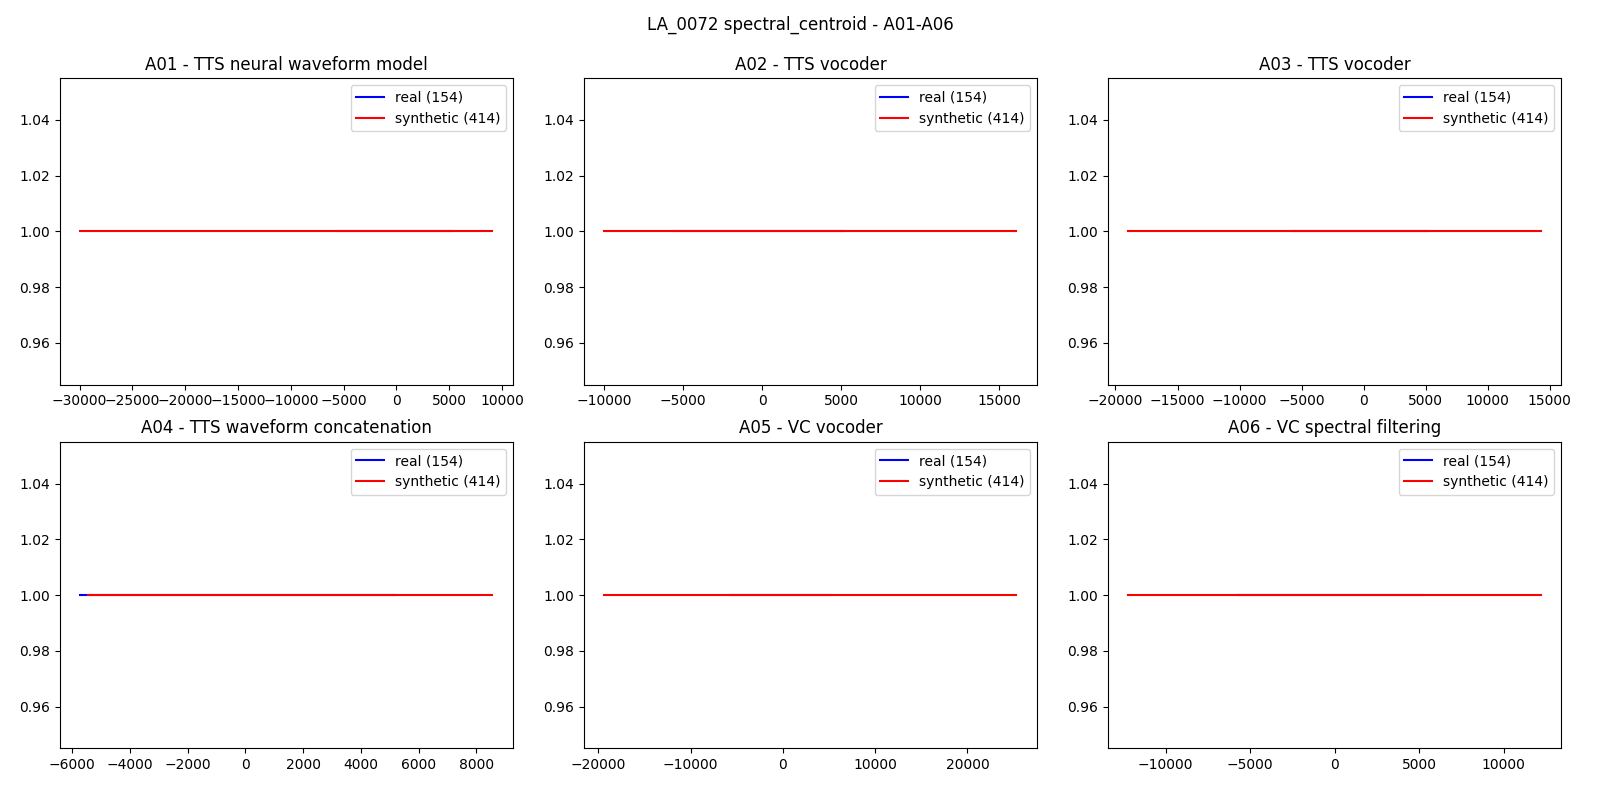 LA_0072 spectral_centroid - A01-A06
A01 - TTS neural waveform model
real (154)
synthetic (414)
1.04
1.02
1.00
0.98
0.96
−30000−25000−20000−15000−10000 −5000 0 5000 10000
A02 - TTS vocoder
real (154)
synthetic (414)
1.04
1.02
1.00
0.98
0.96
−10000 −5000 0 5000 10000 15000
A03 - TTS vocoder
real (154)
synthetic (414)
1.04
1.02
1.00
0.98
0.96
−20000 −15000 −10000 −5000 0 5000 10000 15000
A04 - TTS waveform concatenation
real (154)
synthetic (414)
1.04
1.02
1.00
0.98
0.96
−6000 −4000 −2000 0 2000 4000 6000 8000
A05 - VC vocoder
real (154)
synthetic (414)
1.04
1.02
1.00
0.98
0.96
−20000 −10000 0 10000 20000
A06 - VC spectral filtering
real (154)
synthetic (414)
1.04
1.02
1.00
0.98
0.96
−10000 −5000 0 5000 10000